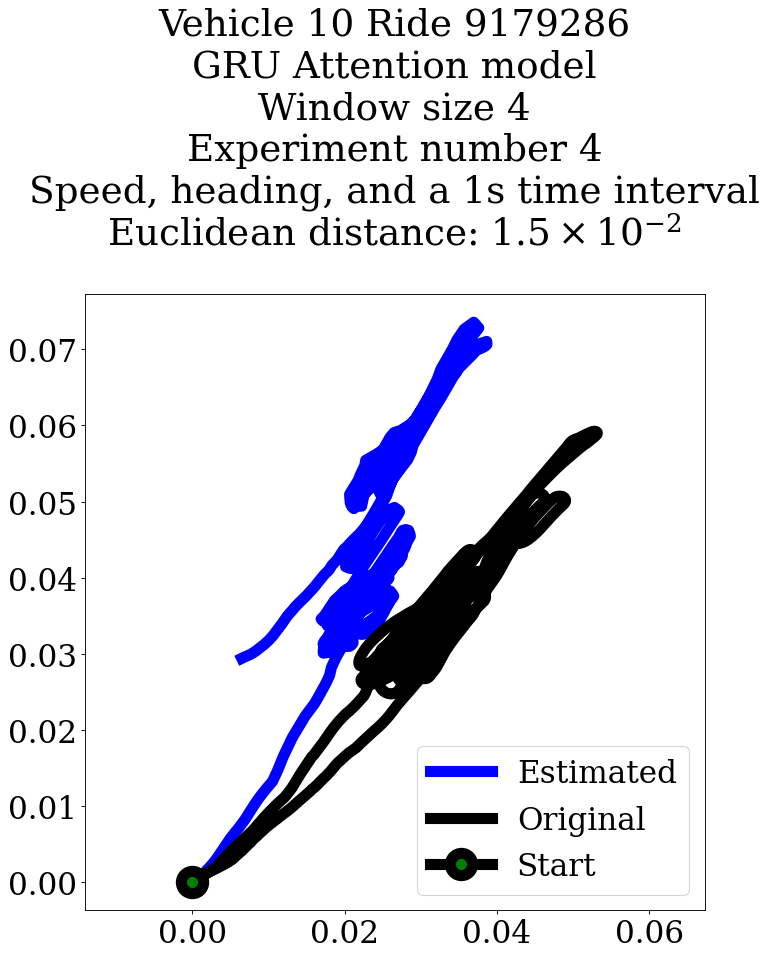 Vehicle 10 Ride 9179286
GRU Attention model
Window size 4
Experiment number 4
Speed, heading, and a 1s time interval
Euclidean distance: 1.5 × 10⁻²
0.07
0.06
0.05
0.04
0.03
0.02
0.01
0.00
Estimated
Original
Start
0.00 0.02 0.04 0.06